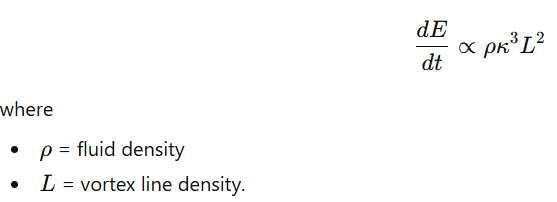 dE/dt ∝ ρκ³L²
where
• ρ = fluid density
• L = vortex line density.